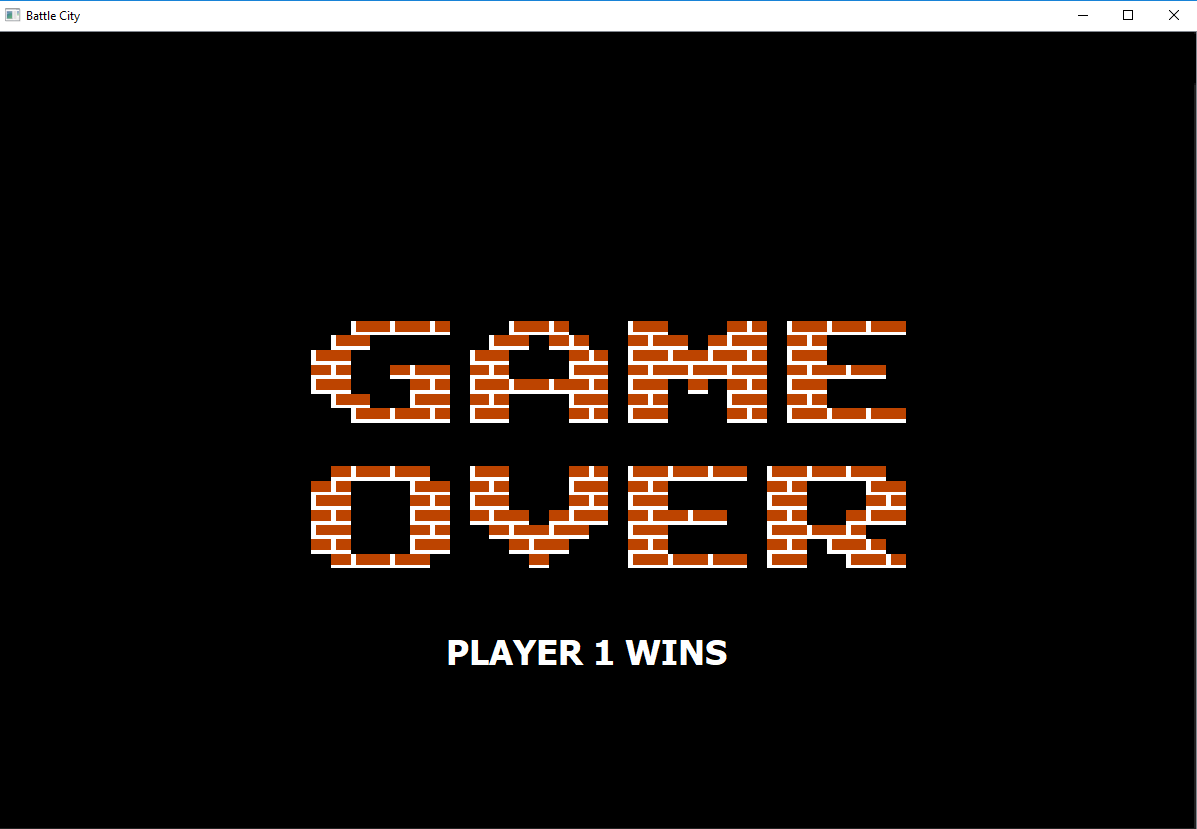 Battle City
GAME
OVER
PLAYER 1 WINS